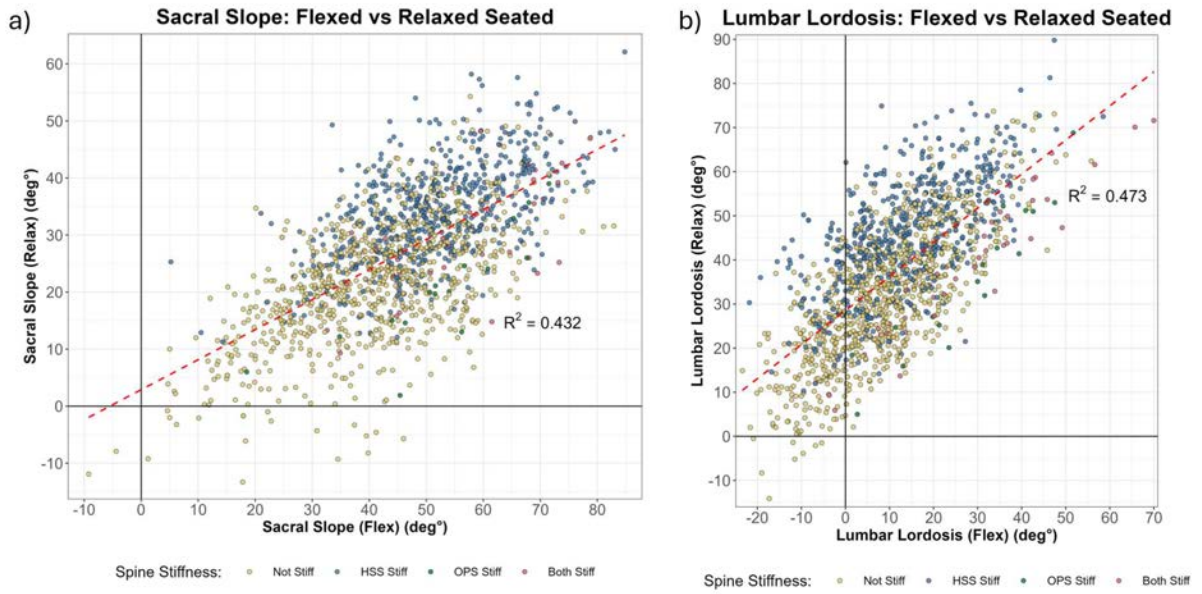 a)
Sacral Slope: Flexed vs Relaxed Seated
60
50
40
30
20
10
0
-10
Sacral Slope (Relax) (deg°)
R² = 0.432
-10 0 10 20 30 40 50 60 70 80
Sacral Slope (Flex) (deg°)
Spine Stiffness: Not Stiff HSS Stiff OPS Stiff Both Stiff
b)
Lumbar Lordosis: Flexed vs Relaxed Seated
90
80
70
60
50
40
30
20
10
0
-10
Lumbar Lordosis (Relax) (deg°)
R² = 0.473
-20 -10 0 10 20 30 40 50 60 70
Lumbar Lordosis (Flex) (deg°)
Spine Stiffness: Not Stiff HSS Stiff OPS Stiff Both Stiff